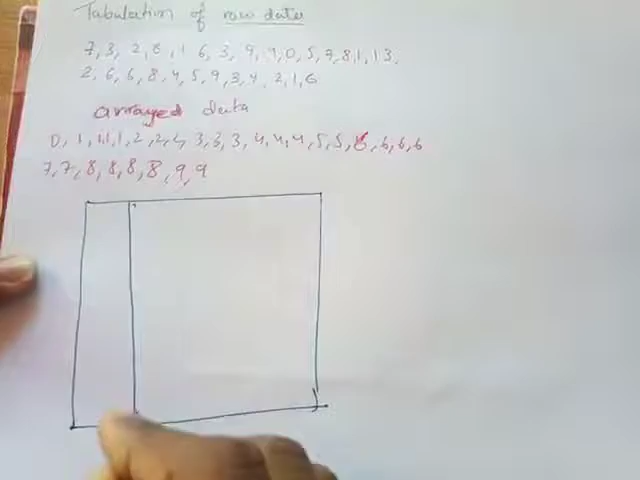 Tabulation of raw data
7, 3, 2, 8, 1 6, 3, 9, 4, 0, 5, 7, 8, 1, 1 3,
2, 6, 6, 8, 4, 5, 9, 3, 4, 2, 1, 6
arrayed data
0, 1, 1, 1, 1, 2, 2, 2, 3, 3, 3, 4, 4, 4, 5, 5, 6, 6, 6, 6
7, 7, 8, 8, 8, 8, 9, 9